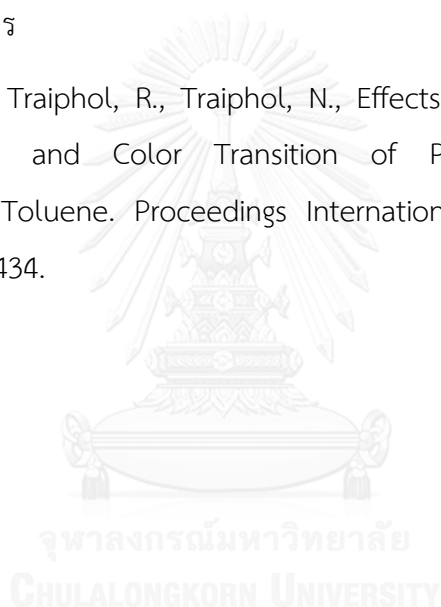 ร
Traiphol, R., Traiphol, N., Effects
and Color Transition of P
Toluene. Proceedings Internation
434.
จุฬาลงกรณ์มหาวิทยาลัย
CHULALONGKORN UNIVERSITY